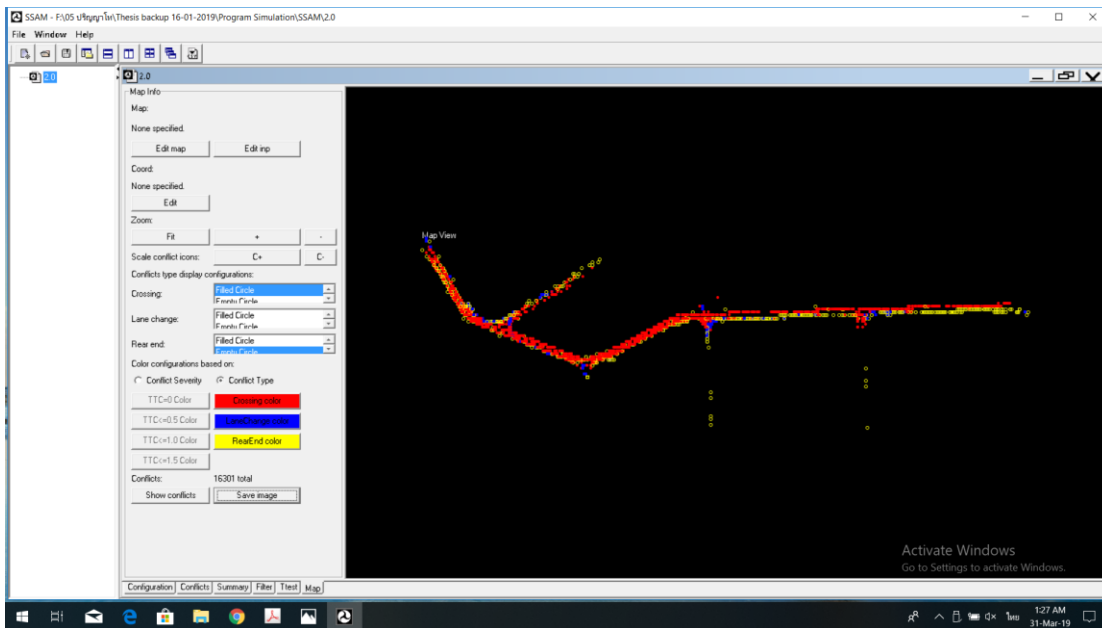 SSAM - F:\05 ปริญญาโท\Thesis backup 16-01-2019\Program Simulation\SSAM\2.0
File Window Help
2.0
2.0
Map Info
Map:
None specified.
Edit map Edit inp
Coord:
None specified.
Edit
Zoom:
Fit + -
Scale conflict icons: C+ C-
Conflicts type display configurations:
Crossing: Filled Circle
Empty Circle
Lane change: Filled Circle
Empty Circle
Rear end: Filled Circle
Empty Circle
Color configurations based on:
Conflict Severity Conflict Type
TTC=0 Color Crossing color
TTC<=0.5 Color LaneChange color
TTC<=1.0 Color RearEnd color
TTC<=1.5 Color
Conflicts: 16301 total
Show conflicts Save image
Configuration Conflicts Summary Filter Ttest Map
Map View
Activate Windows
Go to Settings to activate Windows.
ไทย
1:27 AM
31-Mar-19